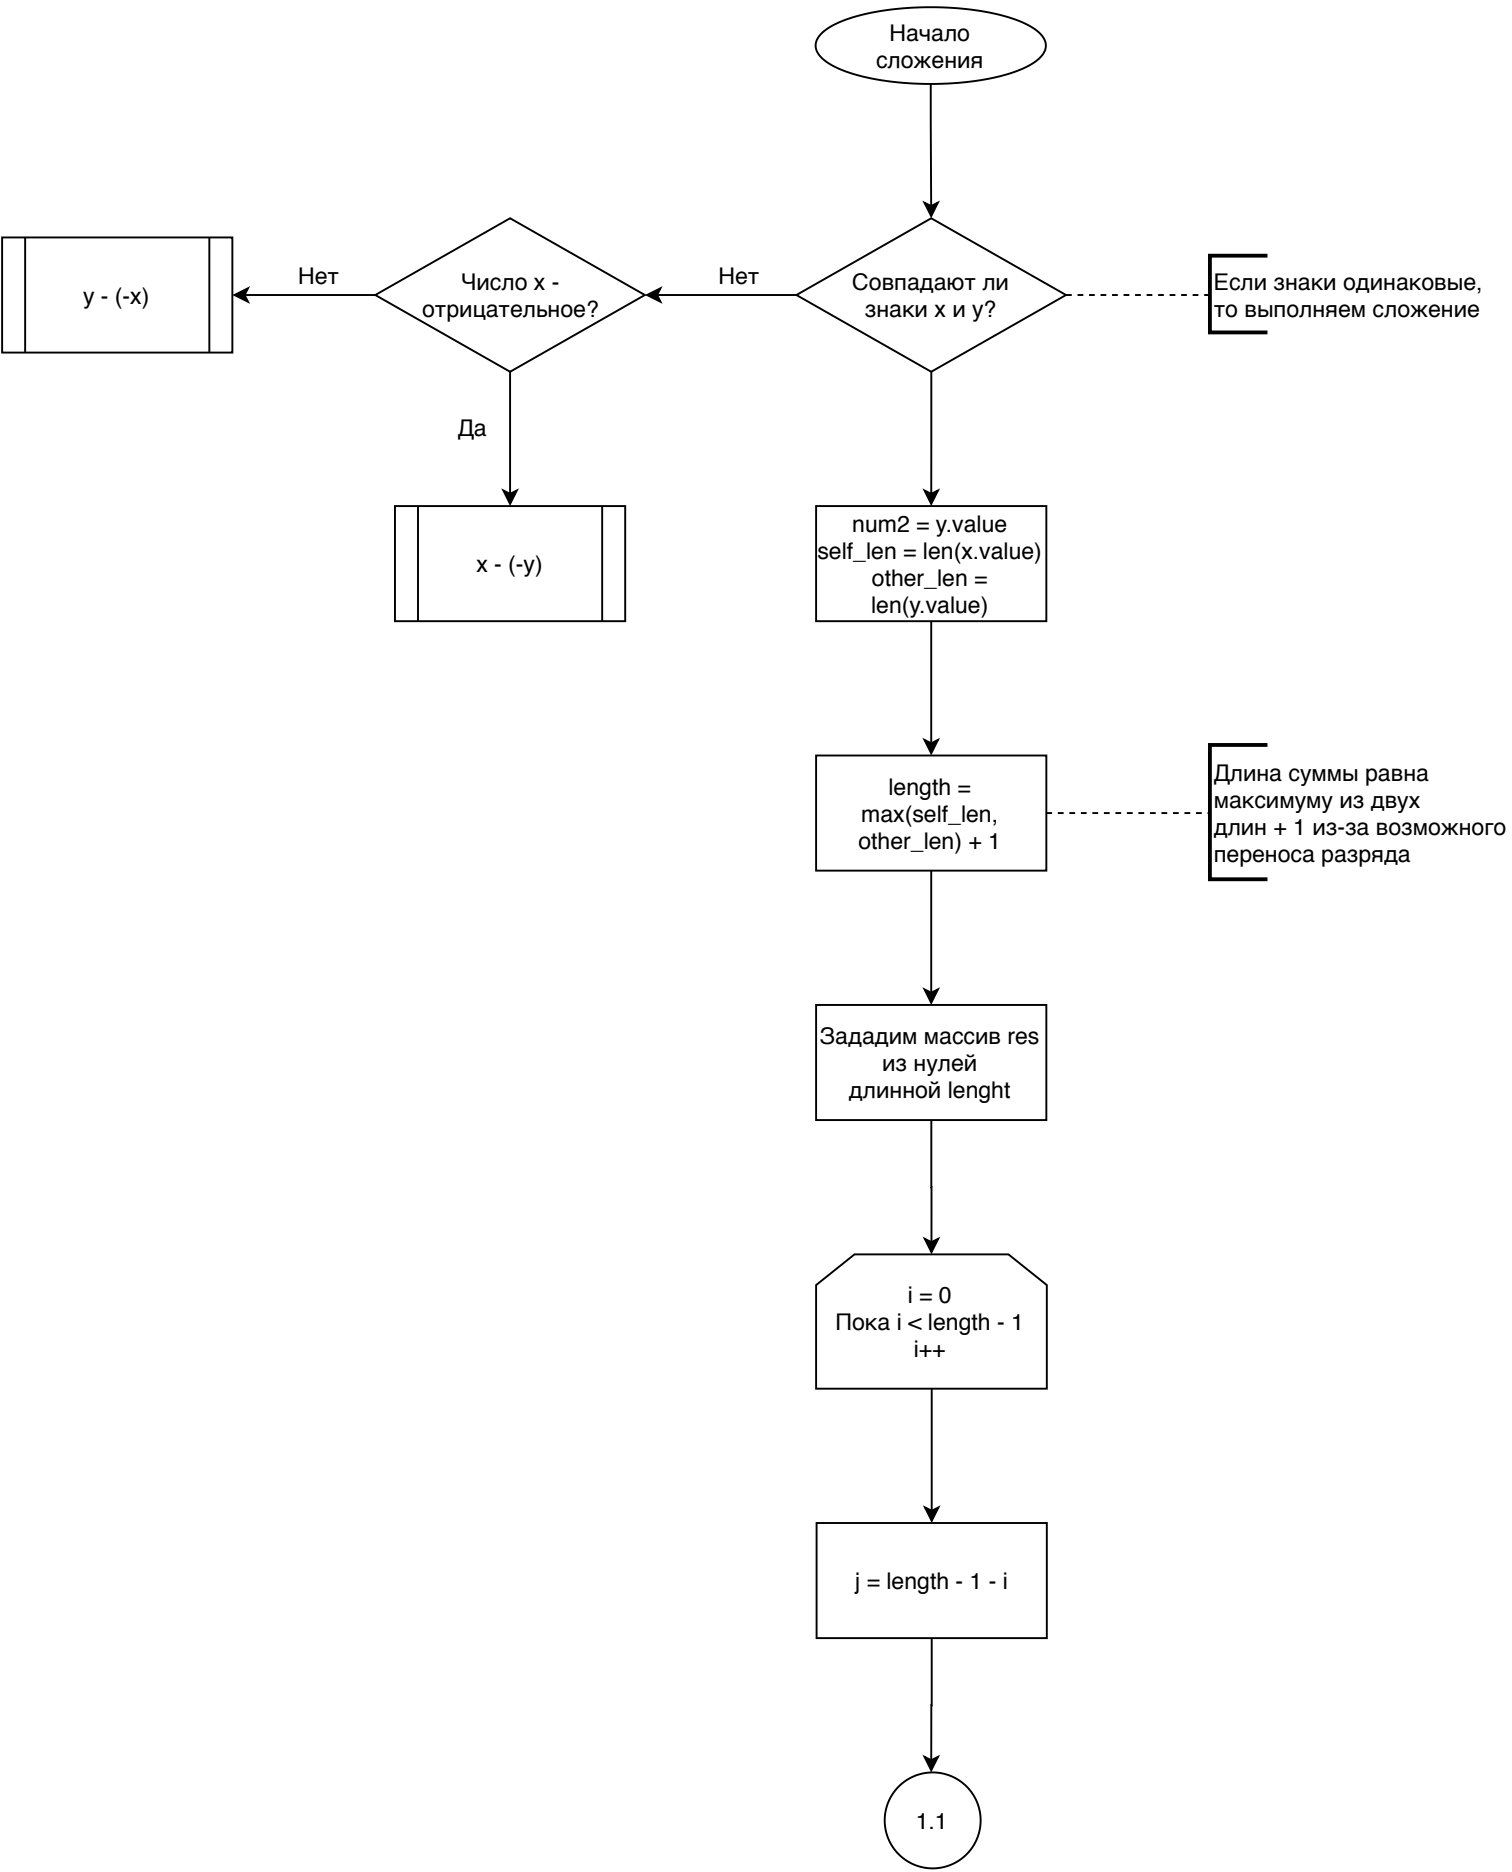 Начало
сложения
Совпадают ли
знаки x и y?
Если знаки одинаковые,
то выполняем сложение
Нет
Число x -
отрицательное?
Нет
y - (-x)
Да
x - (-y)
num2 = y.value
self_len = len(x.value)
other_len =
len(y.value)
length =
max(self_len,
other_len) + 1
Длина суммы равна
максимуму из двух
длин + 1 из-за возможного
переноса разряда
Зададим массив res
из нулей
длинной lenght
i = 0
Пока i < length - 1
i++
j = length - 1 - i
1.1